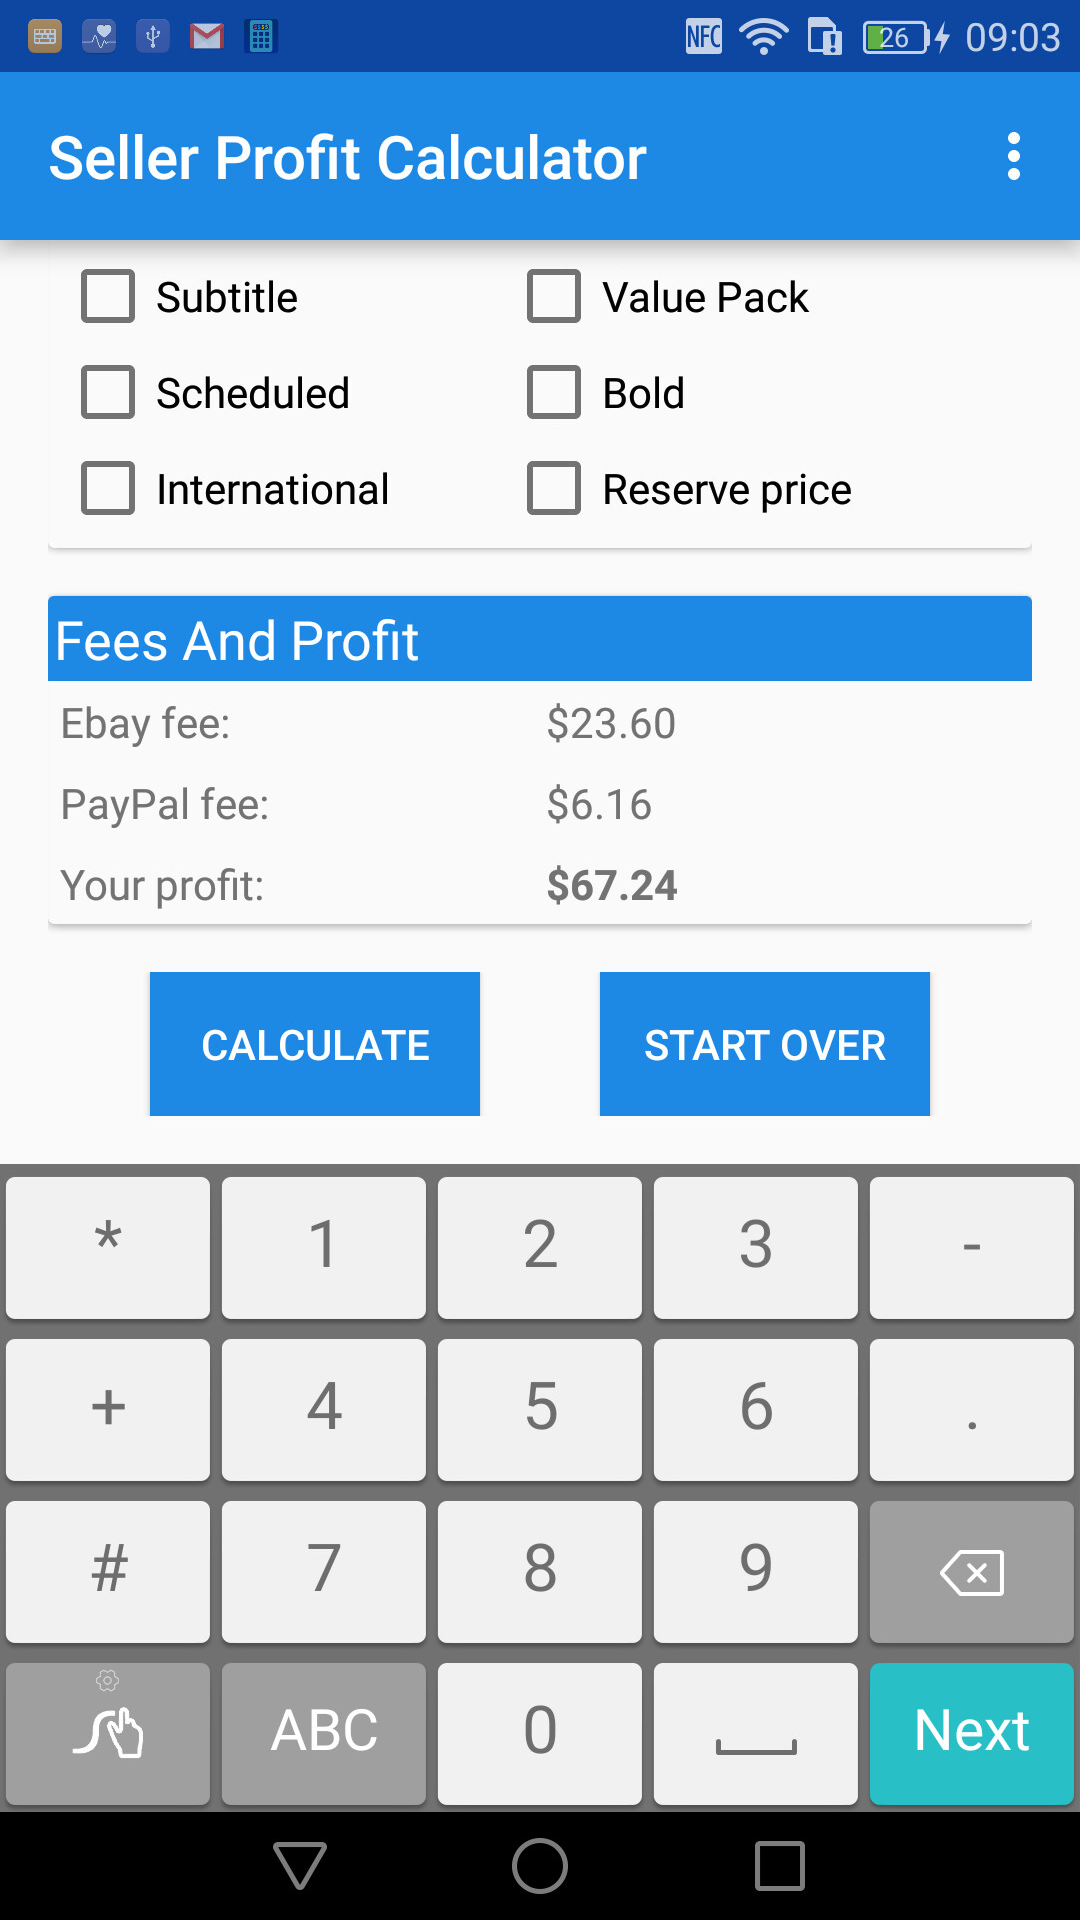 NFC 26 09:03
Seller Profit Calculator
Subtitle Value Pack
Scheduled Bold
International Reserve price
Fees And Profit
Ebay fee: $23.60
PayPal fee: $6.16
Your profit: $67.24
CALCULATE START OVER
* 1 2 3 -
+ 4 5 6 .
# 7 8 9
ABC 0 Next